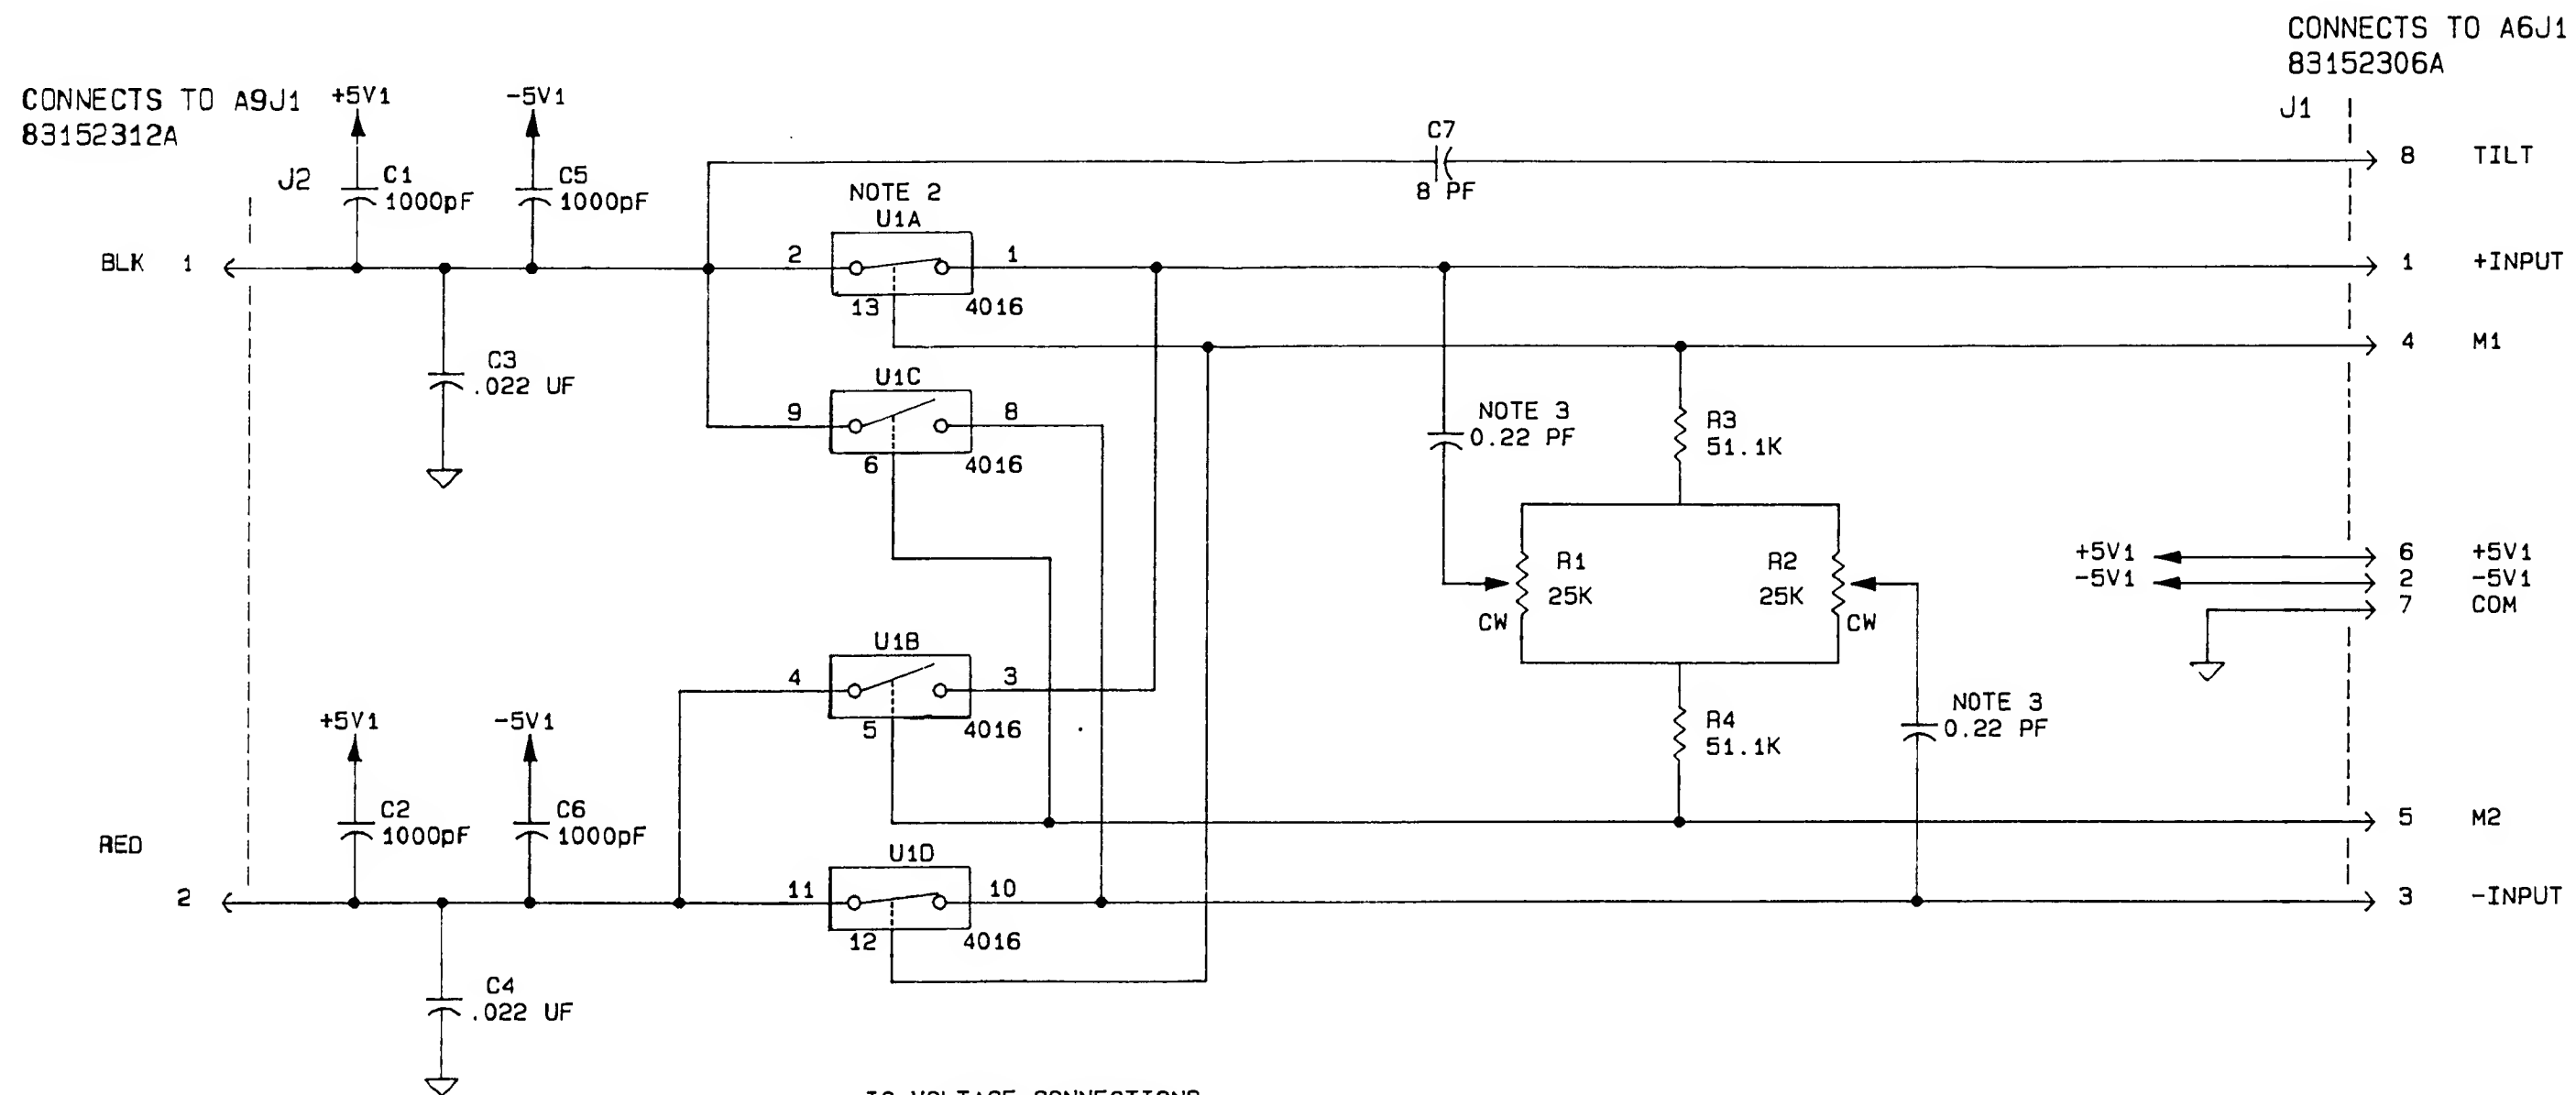 CONNECTS TO A6J1
83152306A
CONNECTS TO A9J1
83152312A
+5V1
-5V1
J1
J2
C1
1000pF
C5
1000pF
C7
8 PF
8 TILT
NOTE 2
U1A
BLK 1
2
1
13
4016
1 +INPUT
4 M1
C3
.022 UF
U1C
9
8
6
4016
NOTE 3
0.22 PF
R3
51.1K
R1
25K
CW
R2
25K
CW
+5V1
-5V1
6 +5V1
2 -5V1
7 COM
U1B
4
3
5
4016
+5V1
-5V1
C2
1000pF
C6
1000pF
R4
51.1K
NOTE 3
0.22 PF
5 M2
RED
2
U1D
11
10
12
4016
3 -INPUT
C4
.022 UF